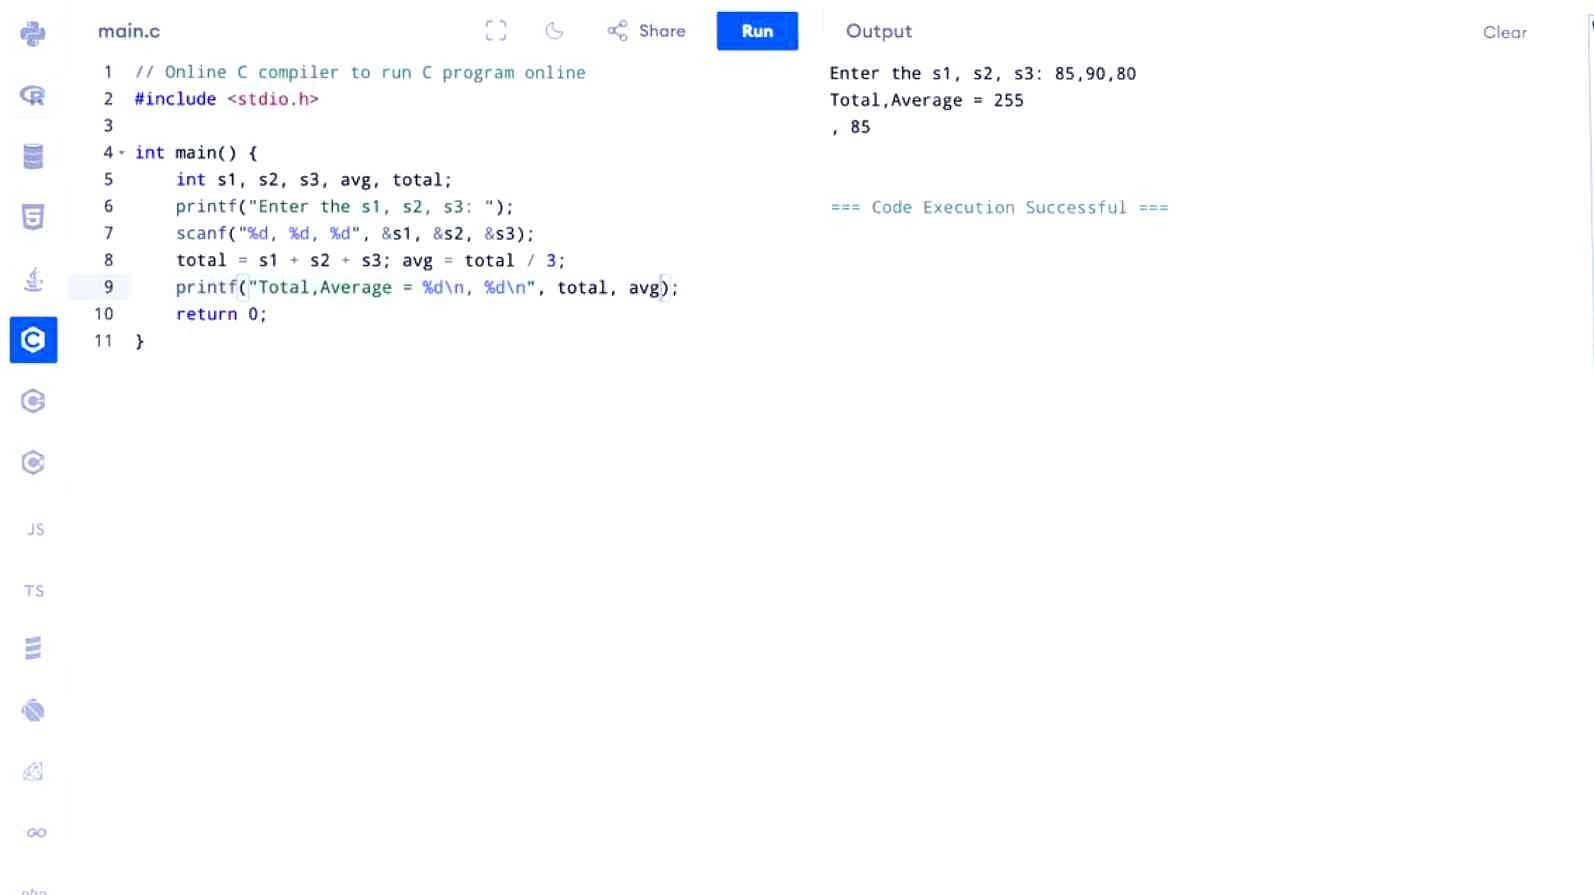 main.c
Share
Run
1 // Online C compiler to run C program online
2 #include <stdio.h>
3
4 int main() {
5 int s1, s2, s3, avg, total;
6 printf("Enter the s1, s2, s3: ");
7 scanf("%d, %d, %d", &s1, &s2, &s3);
8 total = s1 + s2 + s3; avg = total / 3;
9 printf("Total,Average = %d\n, %d\n", total, avg);
10 return 0;
11 }
Output
Clear
Enter the s1, s2, s3: 85,90,80
Total,Average = 255
, 85
=== Code Execution Successful ===
JS
TS
GO
php